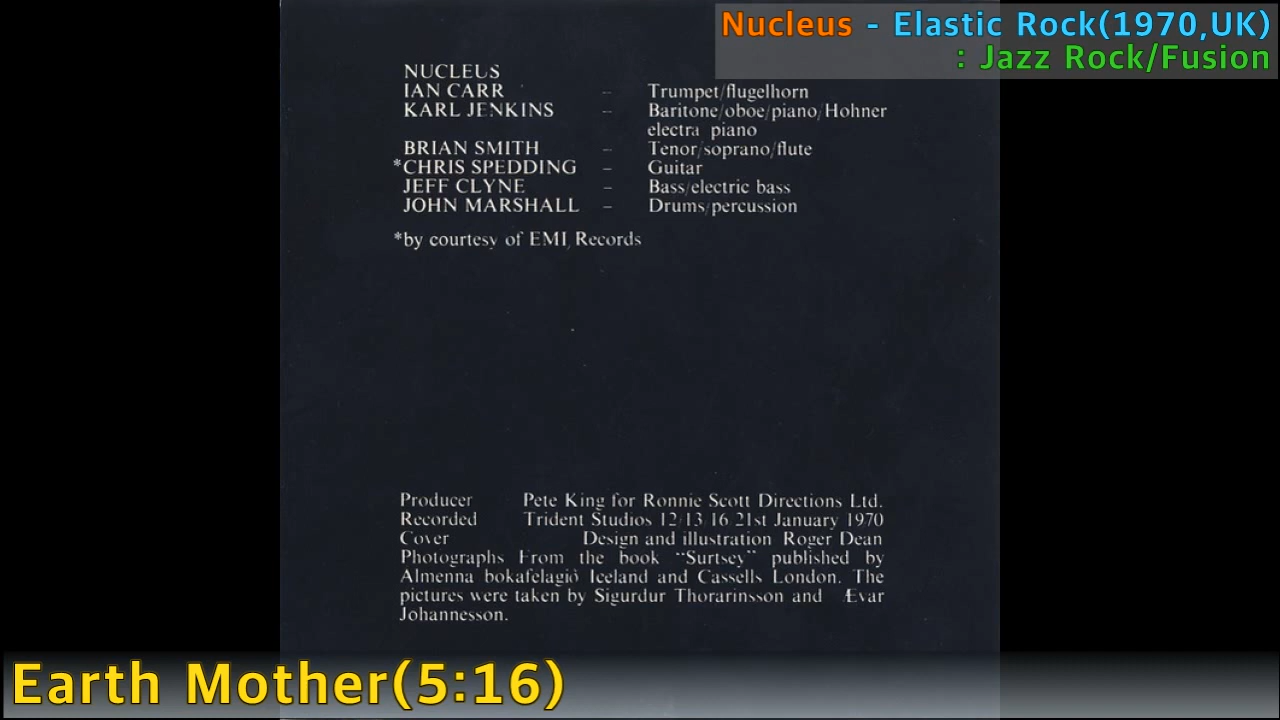 Nucleus - Elastic Rock(1970,UK)
: Jazz Rock/Fusion
NUCLEUS
IAN CARR – Trumpet/flugelhorn
KARL JENKINS – Baritone/oboe/piano/Hohner
electra piano
BRIAN SMITH – Tenor/soprano/flute
*CHRIS SPEDDING – Guitar
JEFF CLYNE – Bass/electric bass
JOHN MARSHALL – Drums/percussion
*by courtesy of EMI Records
Producer Pete King for Ronnie Scott Directions Ltd.
Recorded Trident Studios 12/13/16/21st January 1970
Cover Design and illustration Roger Dean
Photographs From the book “Surtsey” published by
Almenna bokafelagió Iceland and Cassells London. The
pictures were taken by Sigurdur Thorarinsson and Ævar
Johannesson.
Earth Mother(5:16)